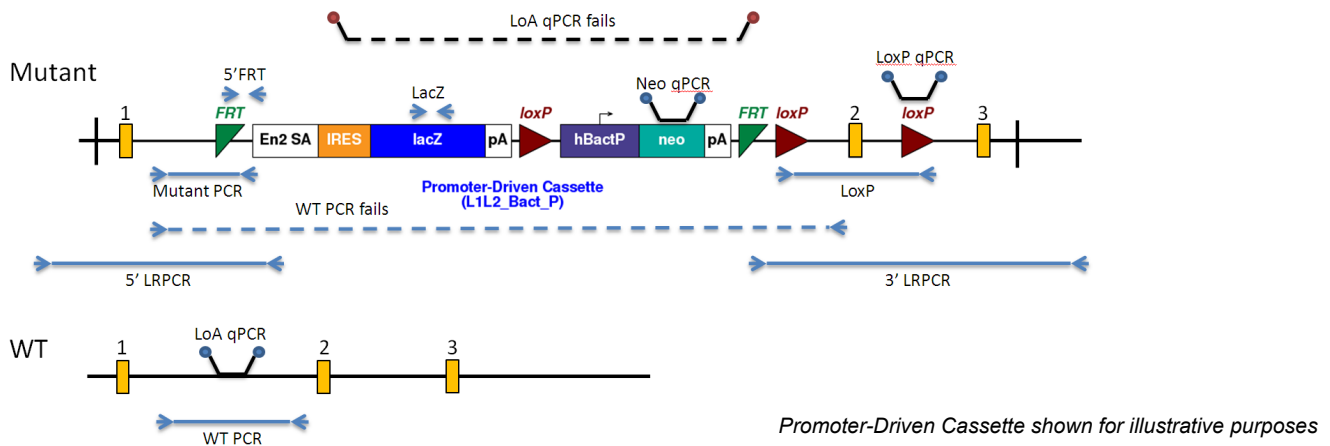 LoA qPCR fails
Mutant
5'FRT
LacZ
Neo qPCR
LoxP qPCR
1
FRT
loxP
FRT
loxP
2
loxP
3
En2 SA
IRES
lacZ
pA
hBactP
neo
pA
Mutant PCR
Promoter-Driven Cassette
(L1L2_Bact_P)
LoxP
WT PCR fails
5' LRPCR
3' LRPCR
WT
1
LoA qPCR
2
3
WT PCR
Promoter-Driven Cassette shown for illustrative purposes